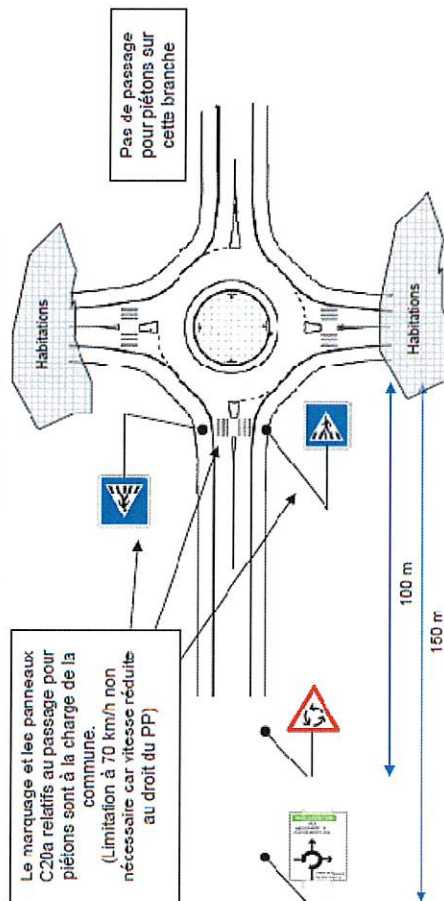 Le marquage et les panneaux
C20a relatifs au passage pour
piétons sont à la charge de la
commune.
(Limitation à 70 km/h non
nécessaire car vitesse réduite
au droit du PP)
Habitations
Pas de passage
pour piétons sur
cette branche
Habitations
100 m
150 m